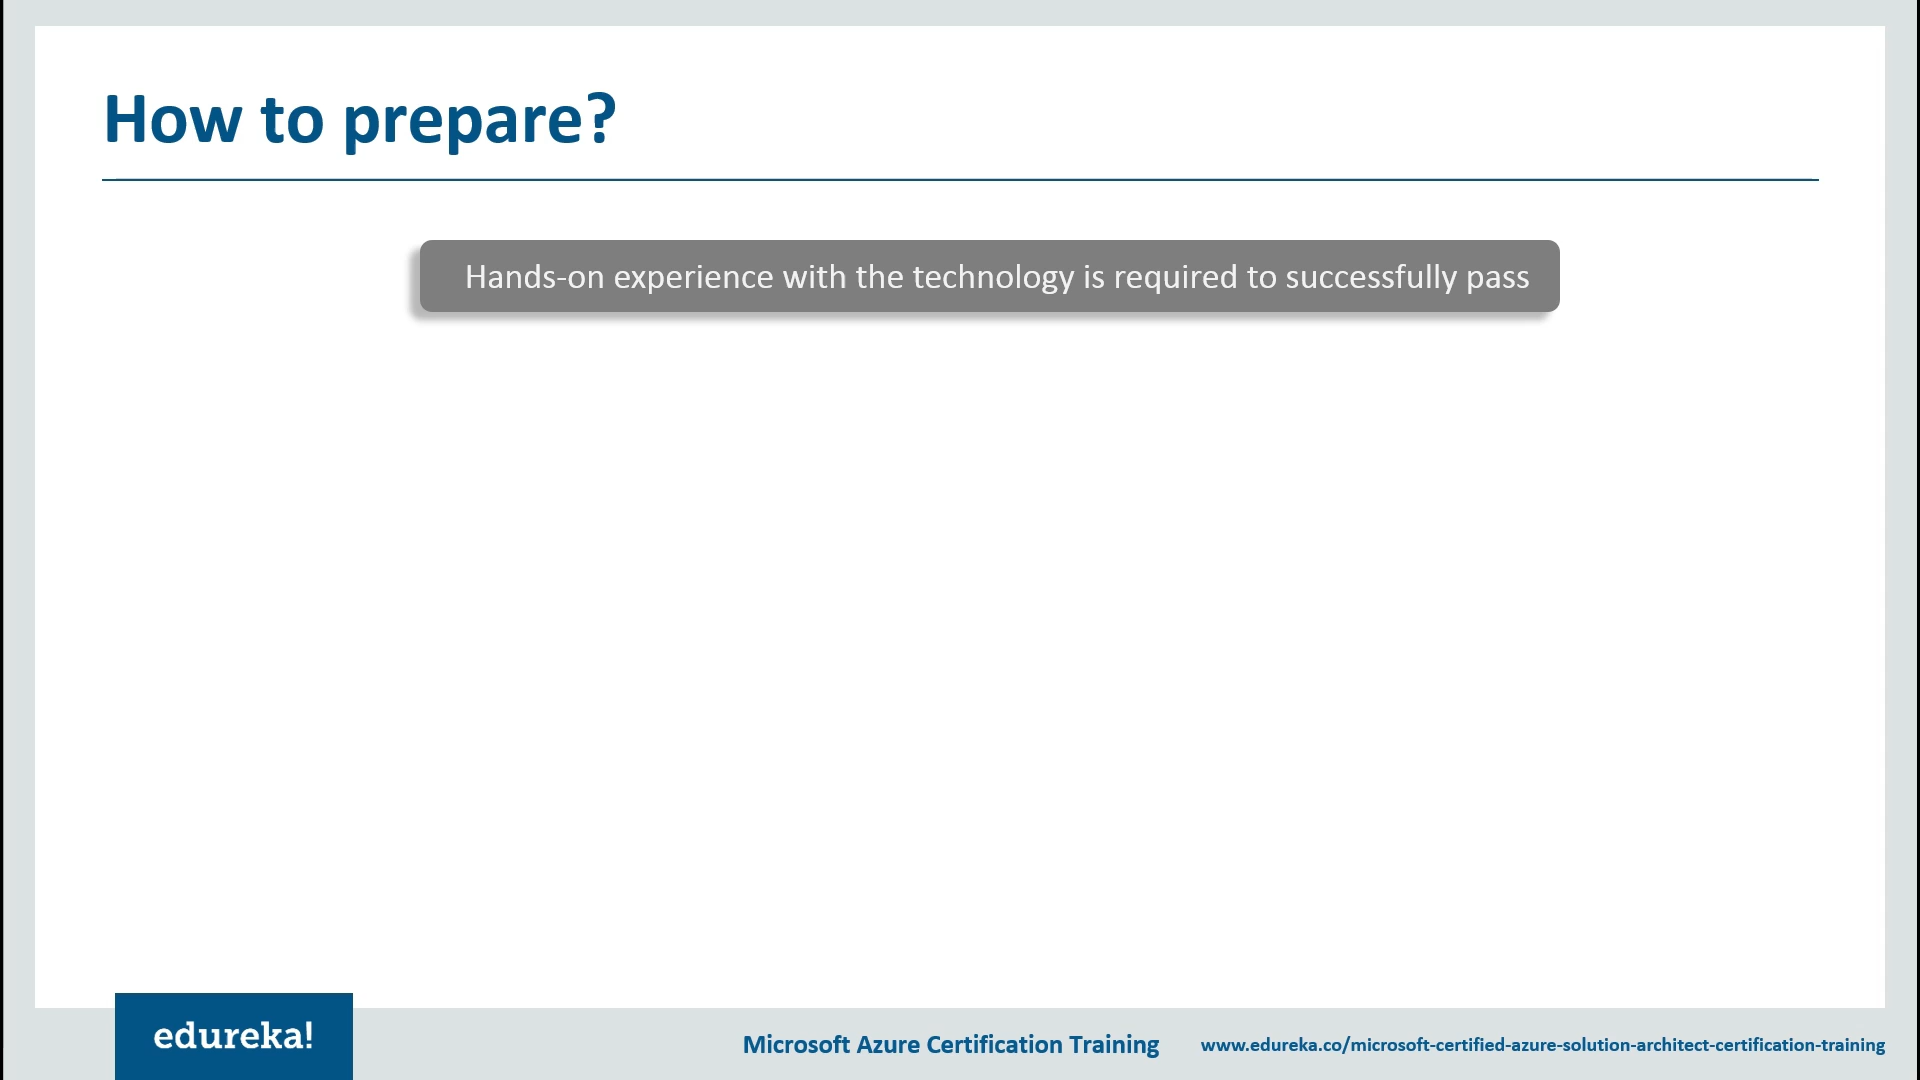 How to prepare?
Hands-on experience with the technology is required to successfully pass
edureka!
Microsoft Azure Certification Training
www.edureka.co/microsoft-certified-azure-solution-architect-certification-training